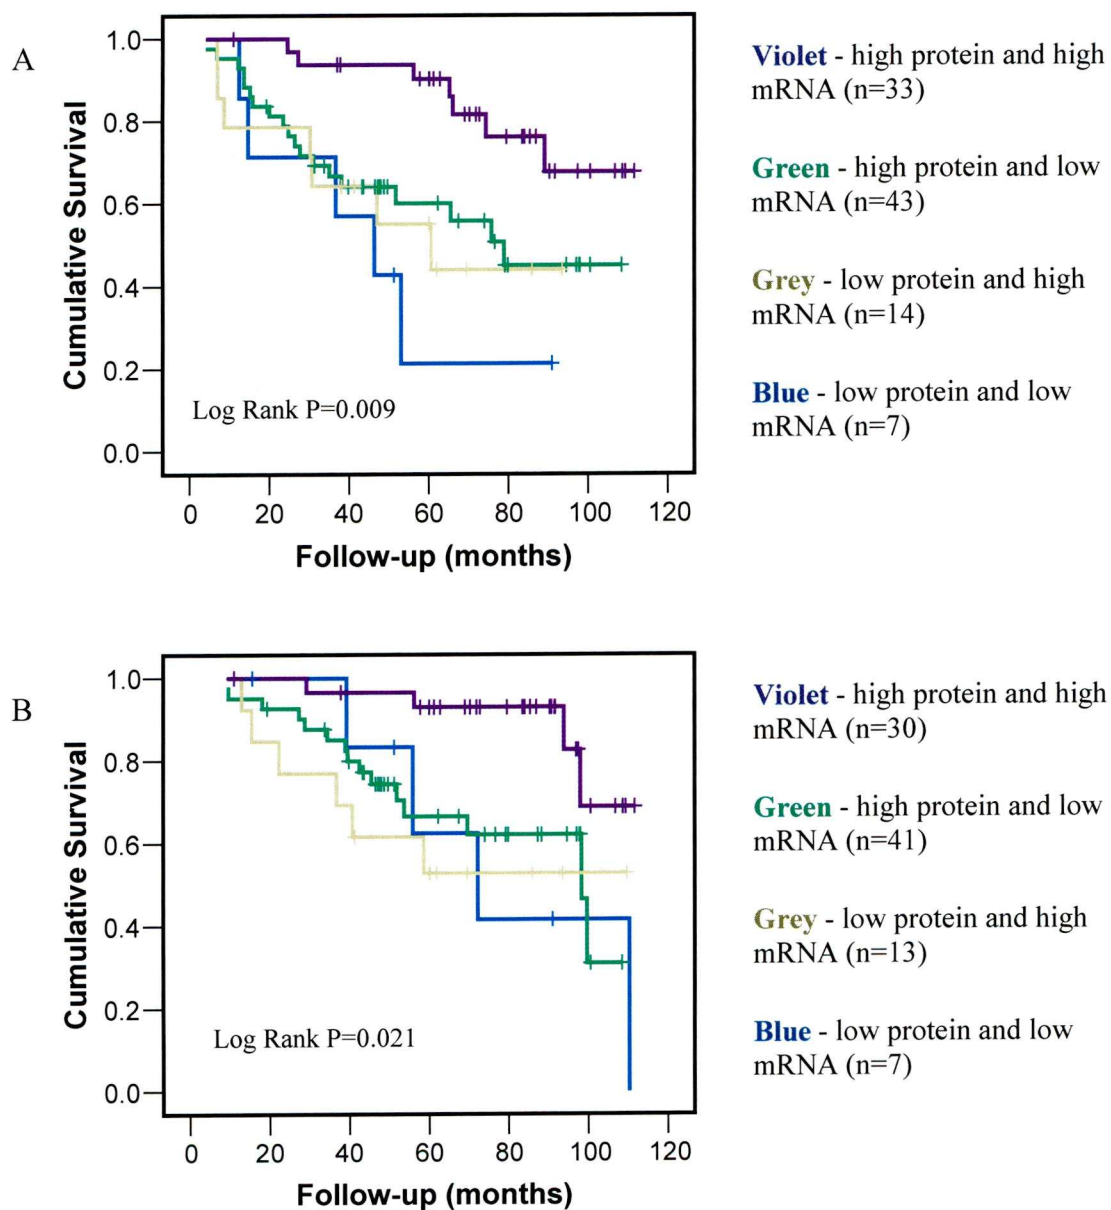 A
1.0
0.8
0.6
0.4
0.2
0.0
Cumulative Survival
Log Rank P=0.009
0 20 40 60 80 100 120
Follow-up (months)
Violet - high protein and high
mRNA (n=33)
Green - high protein and low
mRNA (n=43)
Grey - low protein and high
mRNA (n=14)
Blue - low protein and low
mRNA (n=7)
B
1.0
0.8
0.6
0.4
0.2
0.0
Cumulative Survival
Log Rank P=0.021
0 20 40 60 80 100 120
Follow-up (months)
Violet - high protein and high
mRNA (n=30)
Green - high protein and low
mRNA (n=41)
Grey - low protein and high
mRNA (n=13)
Blue - low protein and low
mRNA (n=7)